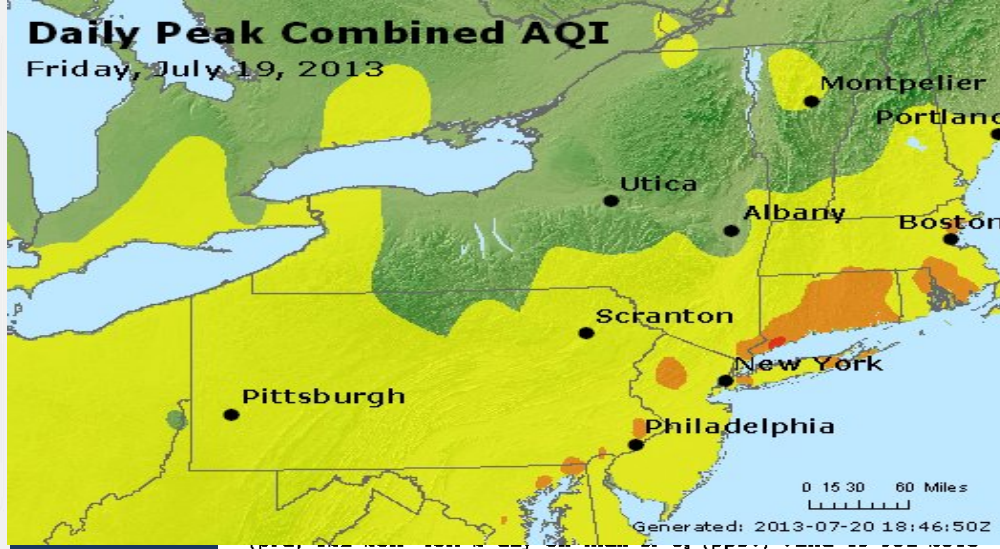 Daily Peak Combined AQI
Friday, July 19, 2013
Montpelier
Portland
Utica
Albany
Boston
Scranton
New York
Pittsburgh
Philadelphia
0 15 30 60 Miles
Generated: 2013-07-20 18:46:50Z